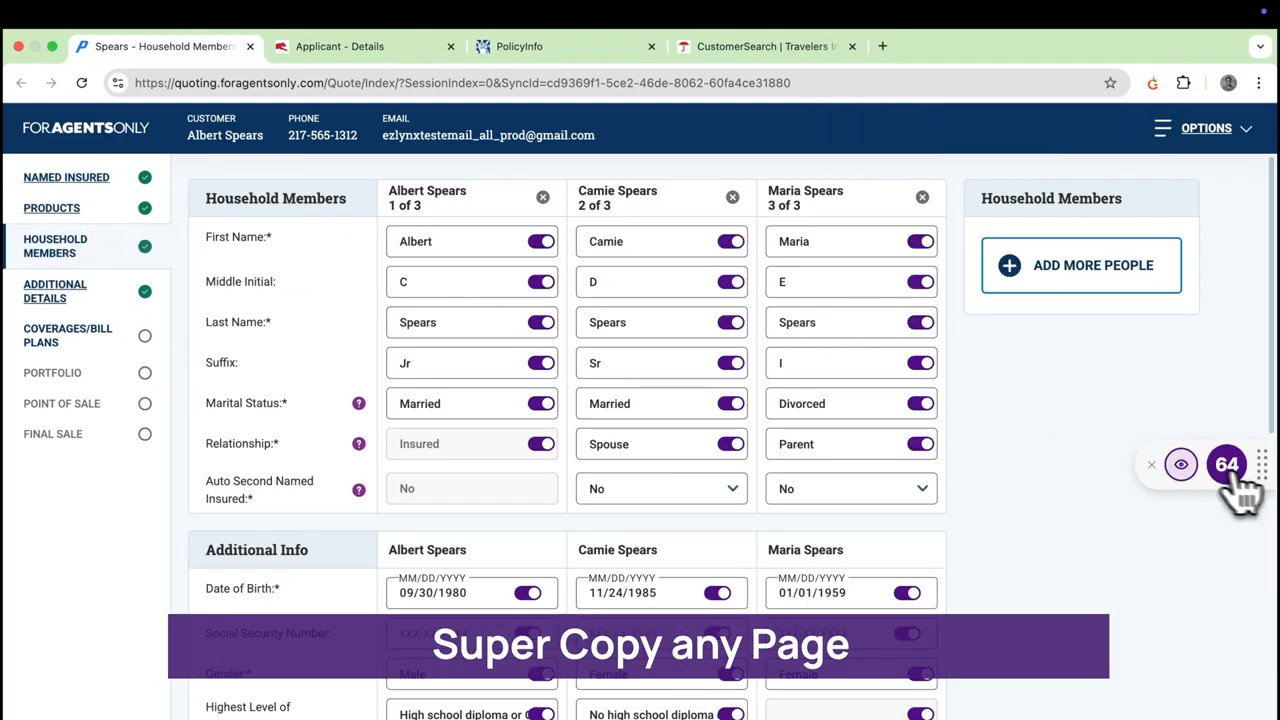 Spears - Household Members
Applicant - Details
PolicyInfo
CustomerSearch | Travelers
https://quoting.foragentsonly.com/Quote/Index/?SessionIndex=0&SyncId=cd9369f1-5ce2-46de-8062-60fa4ce31880
FORAGENTSONLY
CUSTOMER PHONE EMAIL
Albert Spears 217-565-1312 ezlynxtestemail_all_prod@gmail.com
OPTIONS
NAMED INSURED
PRODUCTS
HOUSEHOLD
MEMBERS
ADDITIONAL
DETAILS
COVERAGES/BILL
PLANS
PORTFOLIO
POINT OF SALE
FINAL SALE
Household Members
Albert Spears
1 of 3
Camie Spears
2 of 3
Maria Spears
3 of 3
First Name:* Albert Camie Maria
Middle Initial: C D E
Last Name:* Spears Spears Spears
Suffix: Jr Sr I
Marital Status:* ? Married Married Divorced
Relationship:* ? Insured Spouse Parent
Auto Second Named
Insured:* ? No No No
Additional Info Albert Spears Camie Spears Maria Spears
MM/DD/YYYY MM/DD/YYYY MM/DD/YYYY
Date of Birth:* 09/30/1980 11/24/1985 01/01/1959
Social Security Number:
Gender:* Male Female Female
Highest Level of
High school diploma or No high school diploma
Household Members
ADD MORE PEOPLE
64
Super Copy any Page